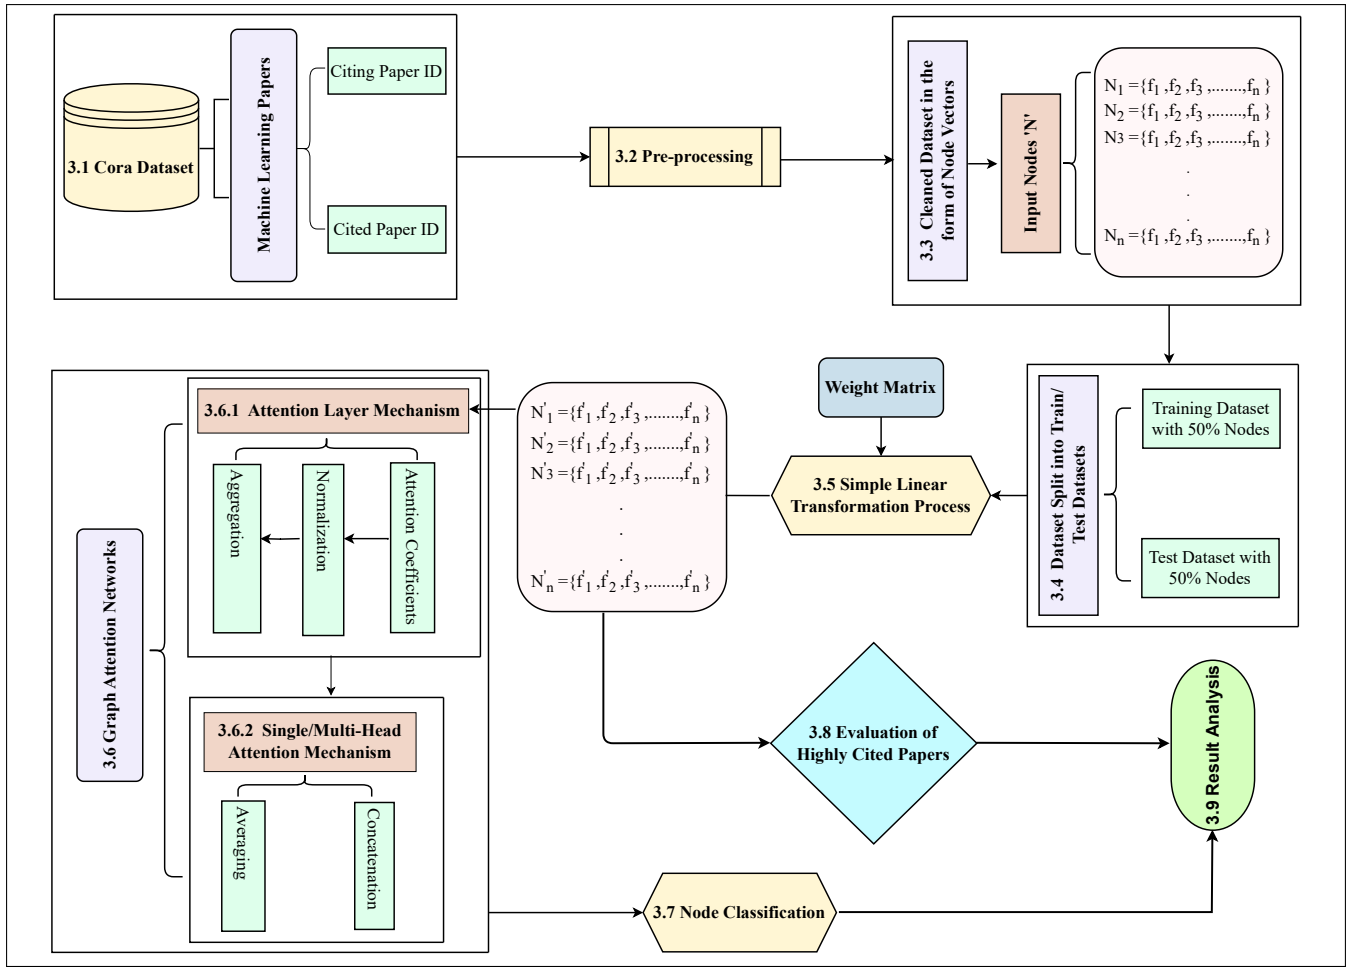 3.1 Cora Dataset
Machine Learning Papers
Citing Paper ID
Cited Paper ID
3.2 Pre-processing
3.3 Cleaned Dataset in the
form of Node Vectors
Input Nodes 'N'
N1 ={f1 ,f2 ,f3 ,.......,fn }
N2 ={f1 ,f2 ,f3 ,.......,fn }
N3 ={f1 ,f2 ,f3 ,.......,fn }
.
.
.
Nn ={f1 ,f2 ,f3 ,.......,fn }
3.4 Dataset Split into Train/
Test Datasets
Training Dataset
with 50% Nodes
Test Dataset with
50% Nodes
Weight Matrix
3.5 Simple Linear
Transformation Process
N'1 ={f'1 ,f'2 ,f'3 ,.......,f'n }
N'2 ={f'1 ,f'2 ,f'3 ,.......,f'n }
N'3 ={f'1 ,f'2 ,f'3 ,.......,f'n }
.
.
.
N'n ={f'1 ,f'2 ,f'3 ,.......,f'n }
3.6 Graph Attention Networks
3.6.1 Attention Layer Mechanism
Aggregation
Normalization
Attention Coefficients
3.6.2 Single/Multi-Head
Attention Mechanism
Averaging
Concatenation
3.7 Node Classification
3.8 Evaluation of
Highly Cited Papers
3.9 Result Analysis